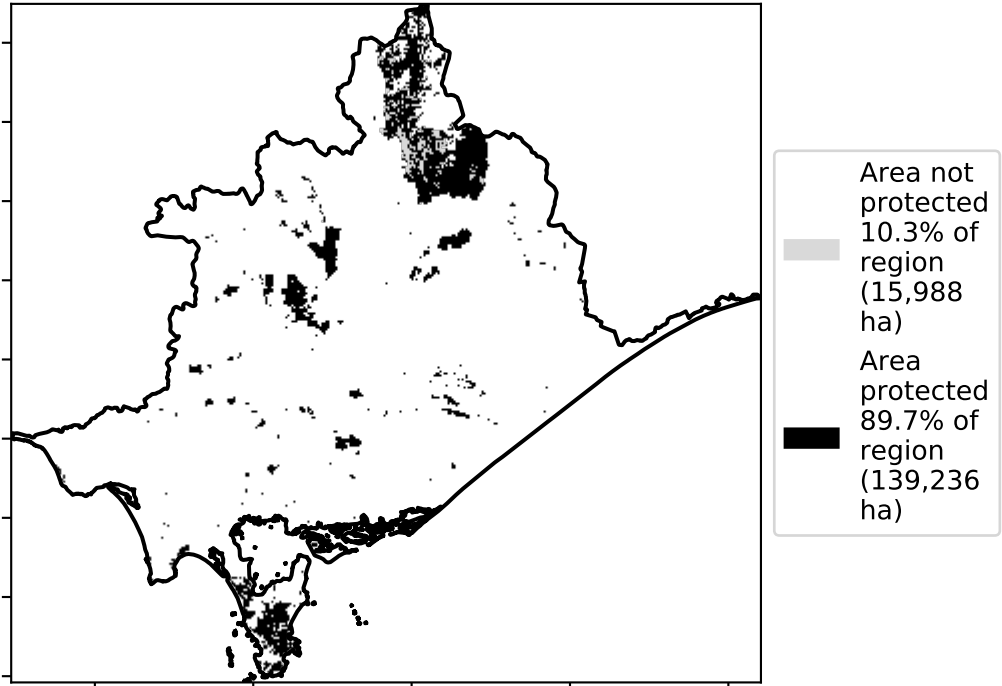 Area not
protected
10.3% of
region
(15,988
ha)
Area
protected
89.7% of
region
(139,236
ha)